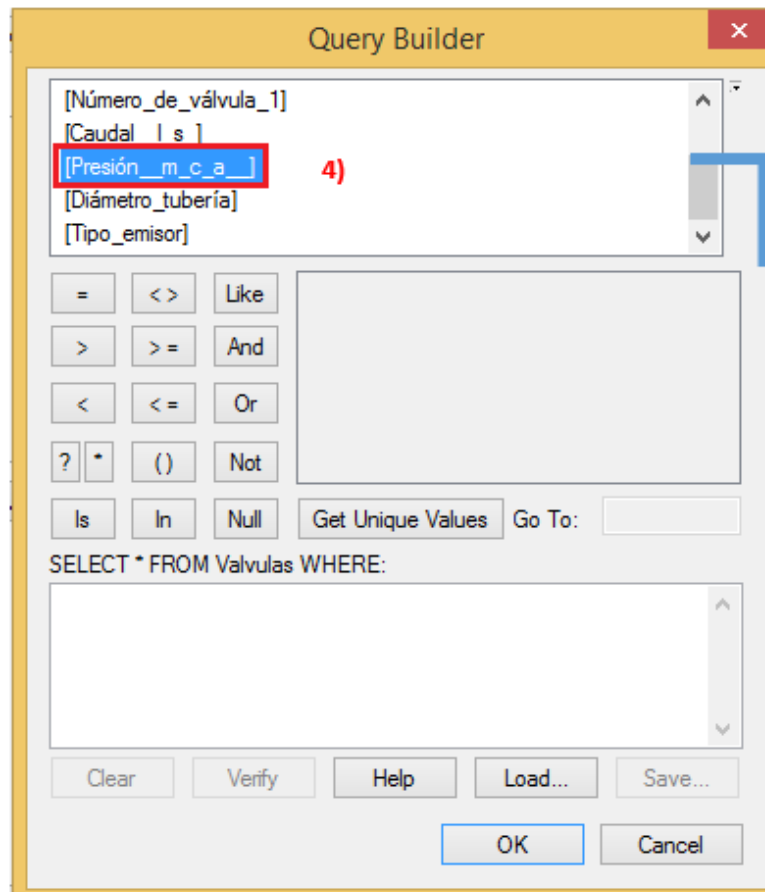 Query Builder
[Número_de_válvula_1]
[Caudal__l_s_]
[Presión__m_c_a__] 4)
[Diámetro_tubería]
[Tipo_emisor]
= < > Like
> > = And
< < = Or
? * ( ) Not
Is In Null Get Unique Values Go To:
SELECT * FROM Valvulas WHERE:
Clear Verify Help Load... Save...
OK Cancel